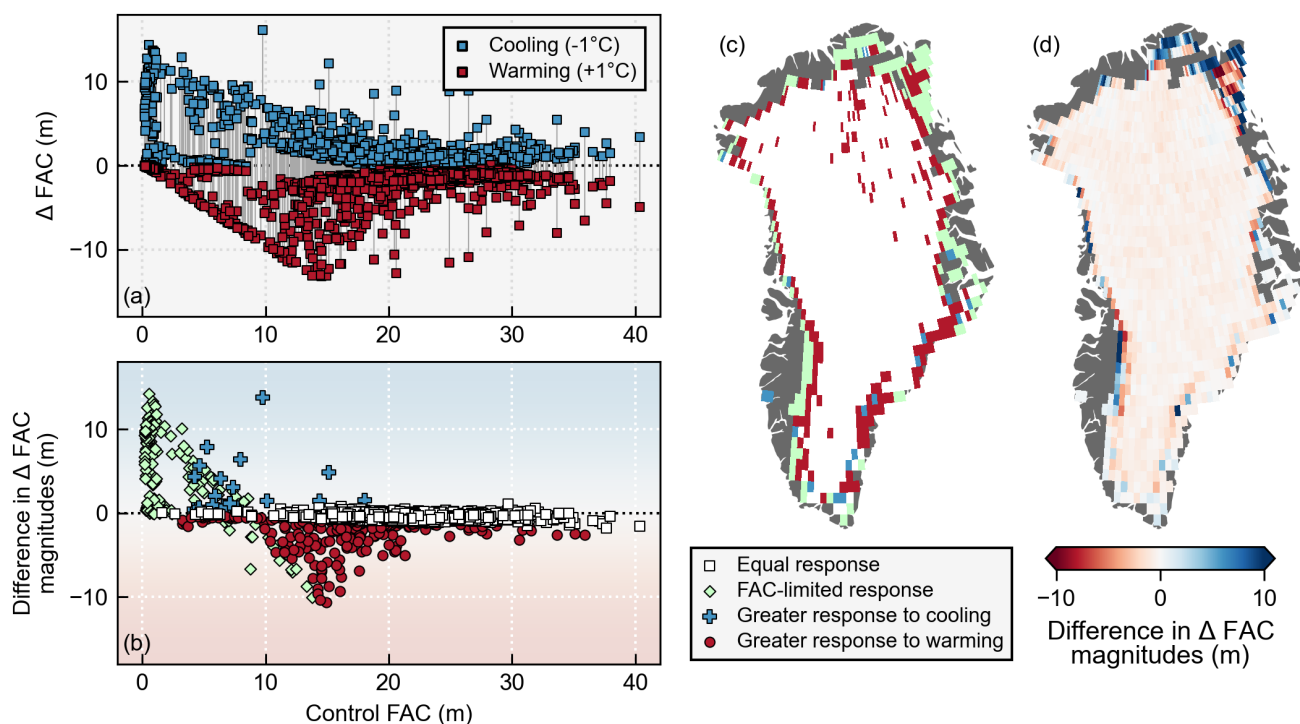 (a)
Δ FAC (m)
10
0
−10
Cooling (-1°C)
Warming (+1°C)
0
10
20
30
40
(b)
Difference in Δ FAC
magnitudes (m)
10
0
−10
0
10
20
30
40
Control FAC (m)
(c)
(d)
Equal response
FAC-limited response
Greater response to cooling
Greater response to warming
−10
0
10
Difference in Δ FAC
magnitudes (m)